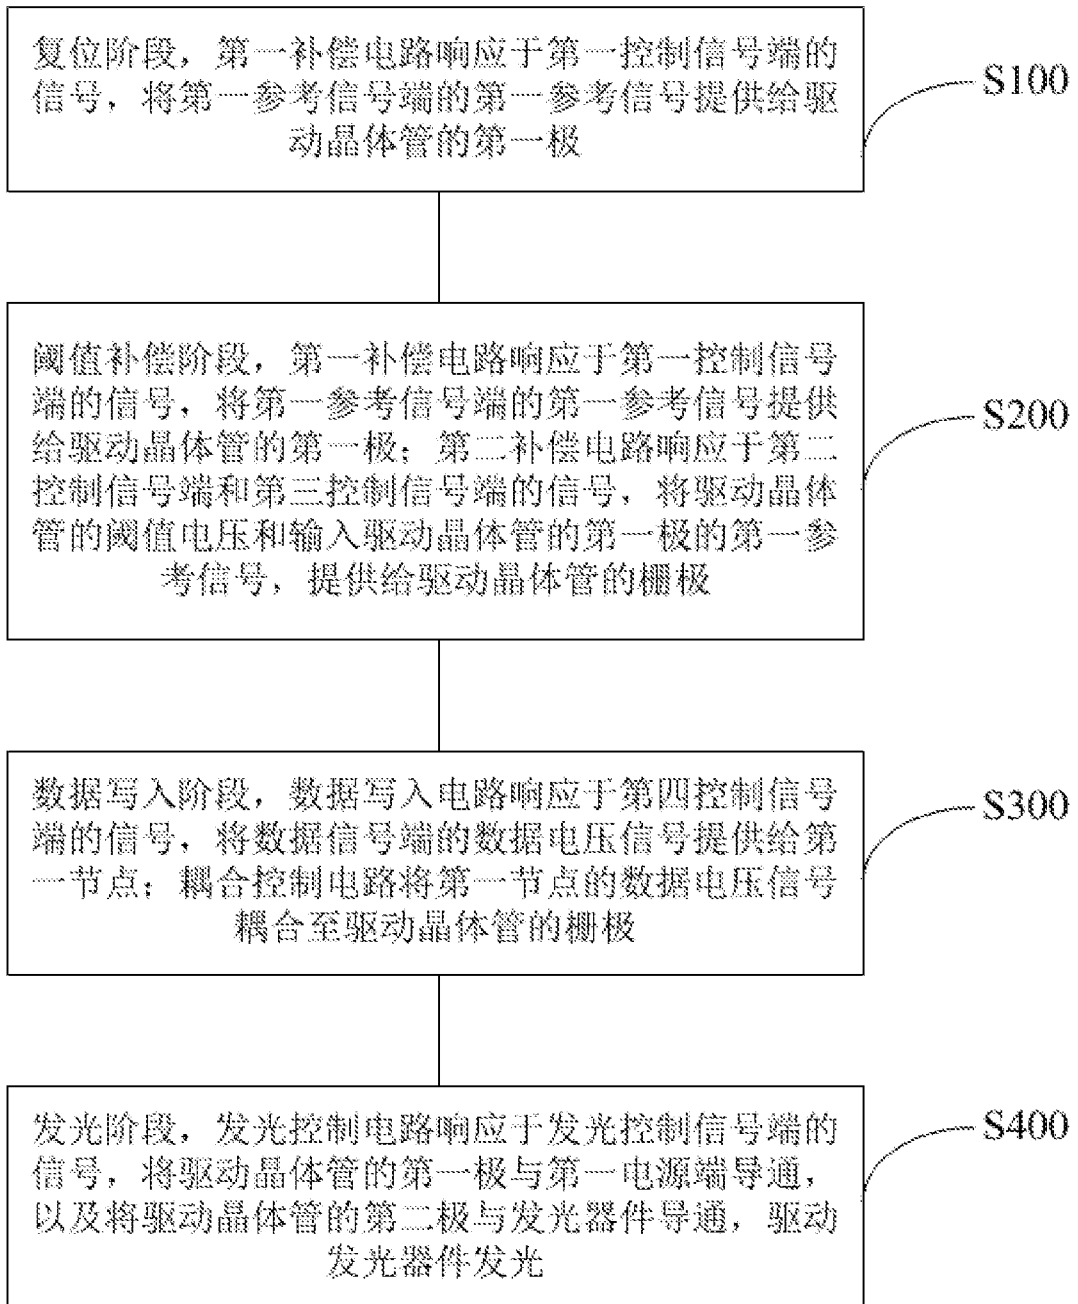 复位阶段，第一补偿电路响应于第一控制信号端的
信号，将第一参考信号端的第一参考信号提供给驱
动晶体管的第一极
S100
阈值补偿阶段，第一补偿电路响应于第一控制信号
端的信号，将第一参考信号端的第一参考信号提供
给驱动晶体管的第一极；第二补偿电路响应于第二
控制信号端和第三控制信号端的信号，将驱动晶体
管的阈值电压和输入驱动晶体管的第一极的第一参
考信号，提供给驱动晶体管的栅极
S200
数据写入阶段，数据写入电路响应于第四控制信号
端的信号，将数据信号端的数据电压信号提供给第
一节点；耦合控制电路将第一节点的数据电压信号
耦合至驱动晶体管的栅极
S300
发光阶段，发光控制电路响应于发光控制信号端的
信号，将驱动晶体管的第一极与第一电源端导通，
以及将驱动晶体管的第二极与发光器件导通，驱动
发光器件发光
S400